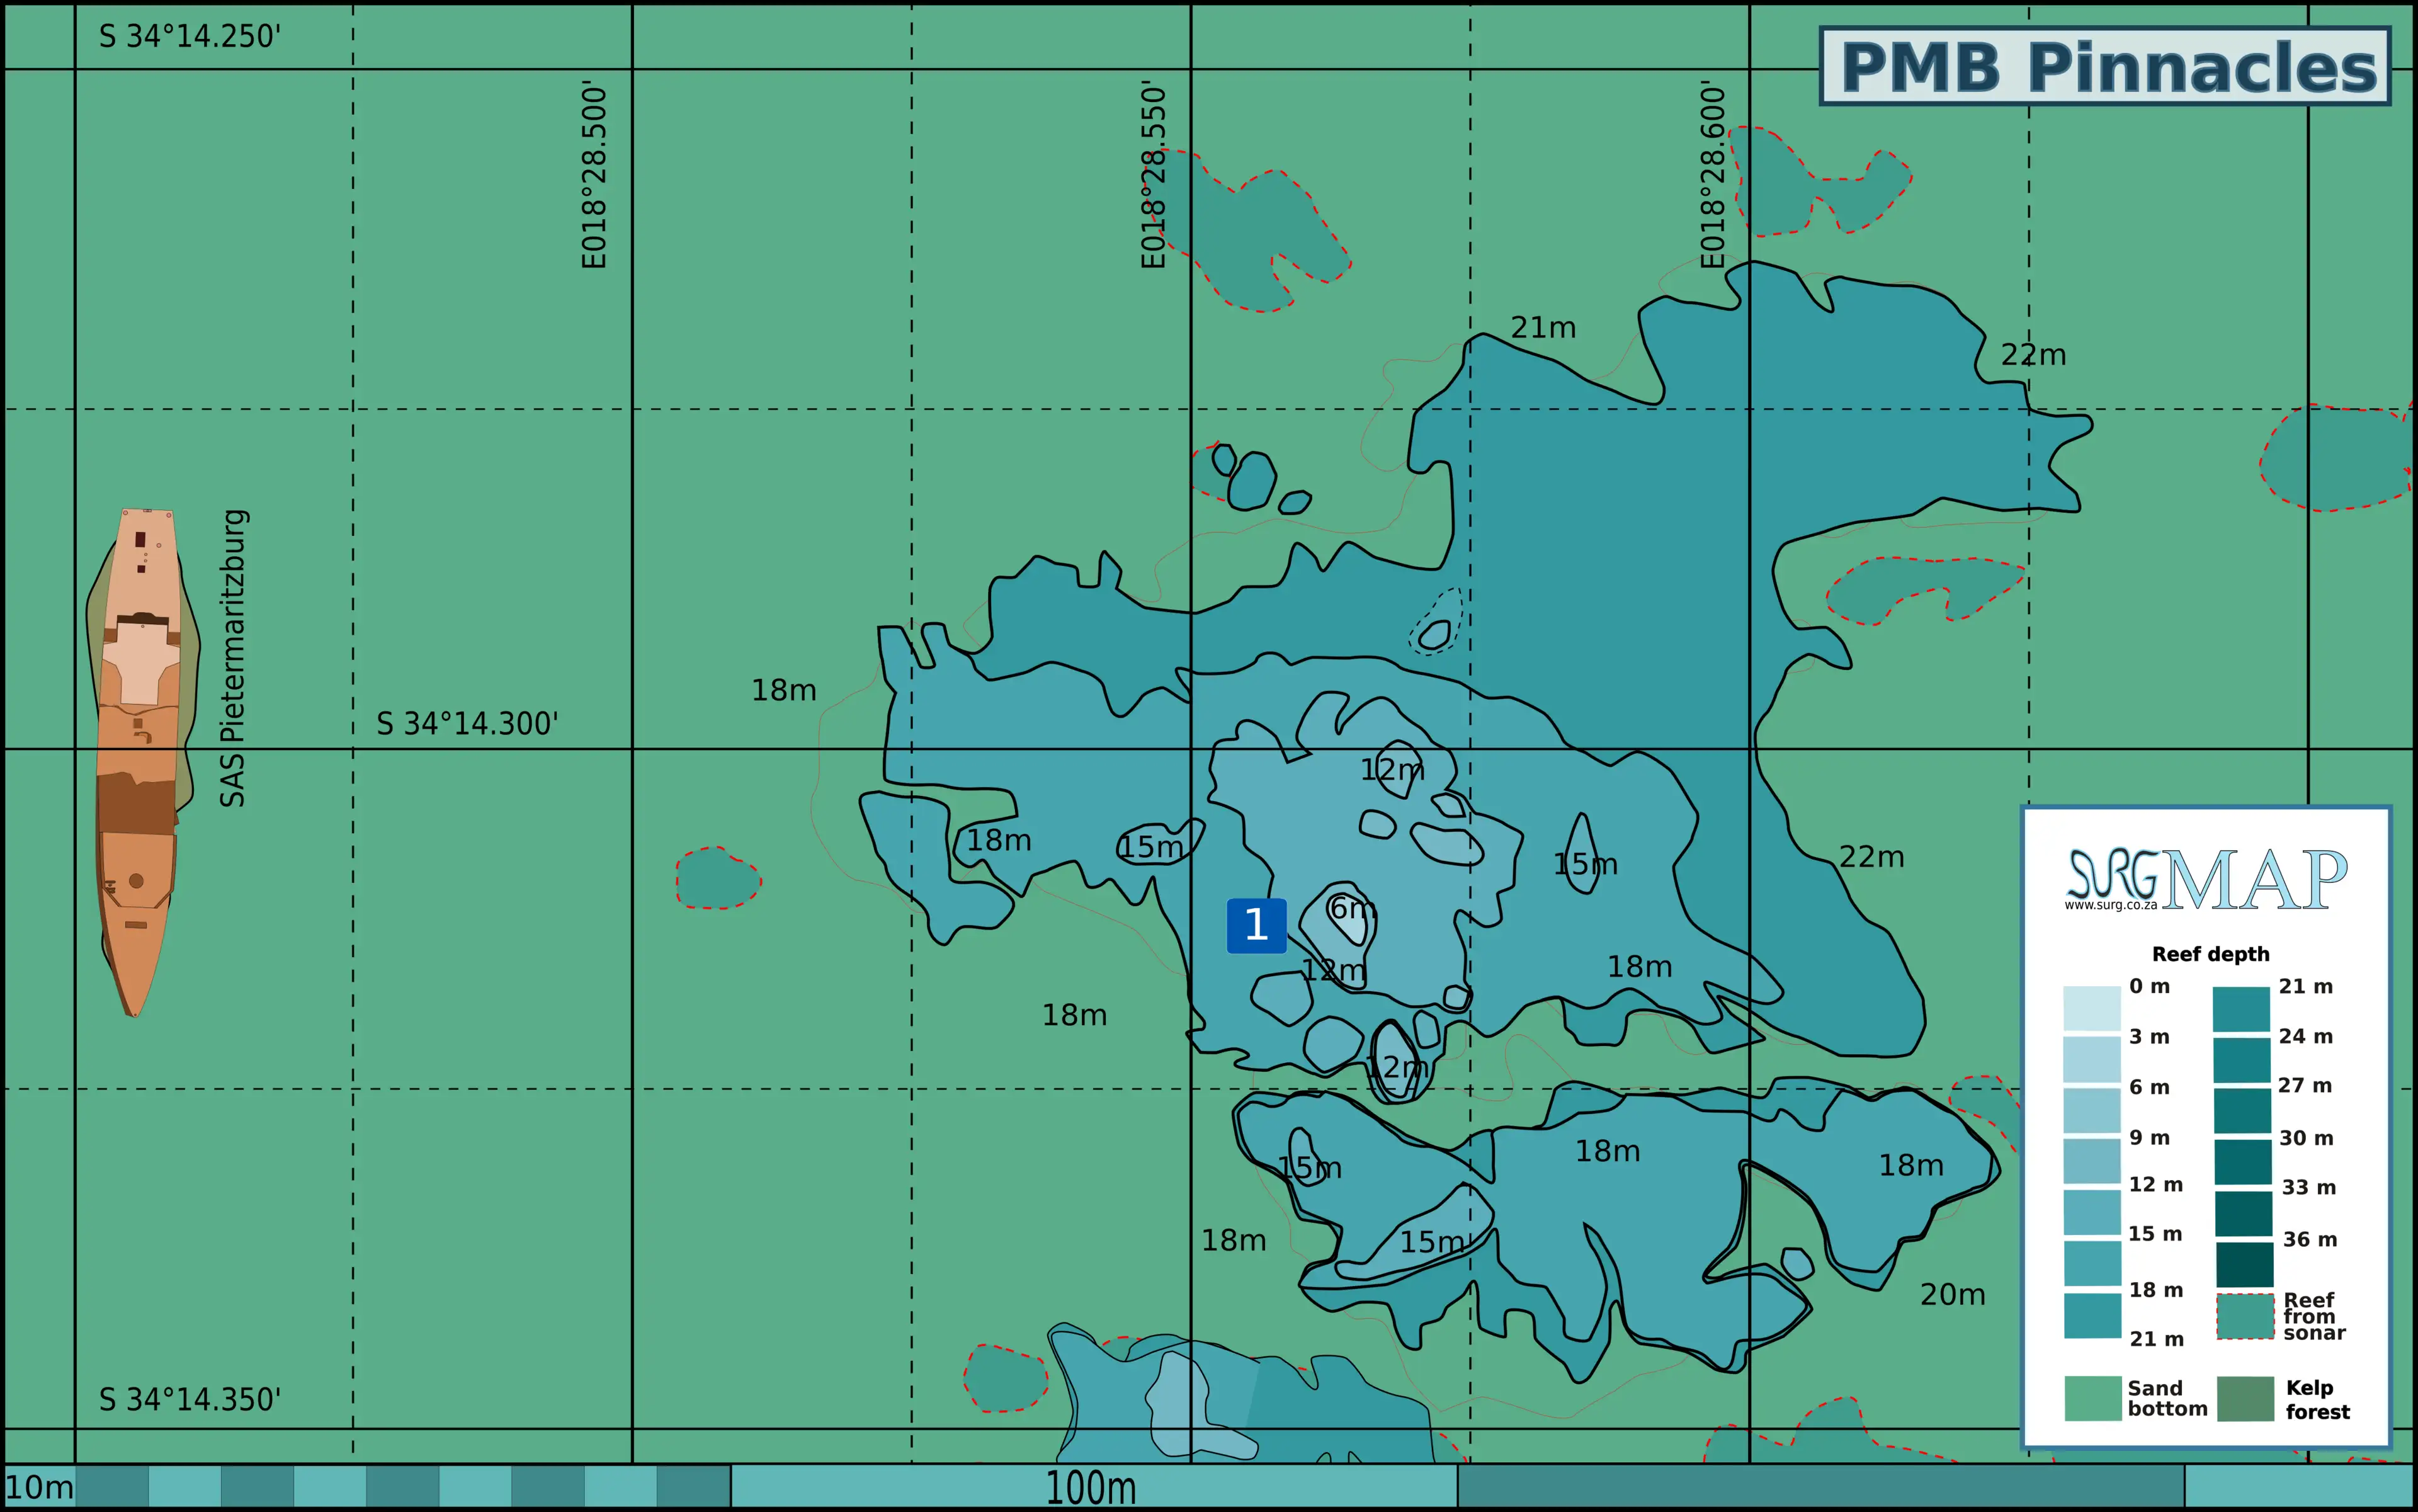 S 34°14.250'
PMB Pinnacles
E018°28.500'
E018°28.550'
E018°28.600'
21m
22m
SAS Pietermaritzburg
18m
S 34°14.300'
12m
18m
15m
15m
22m
6m
1
12m
18m
18m
12m
18m
15m
18m
18m
15m
20m
S 34°14.350'
10m
100m
SURG MAP
www.surg.co.za
Reef depth
0 m
3 m
6 m
9 m
12 m
15 m
18 m
21 m
21 m
24 m
27 m
30 m
33 m
36 m
Reef
from
sonar
Sand
bottom
Kelp
forest